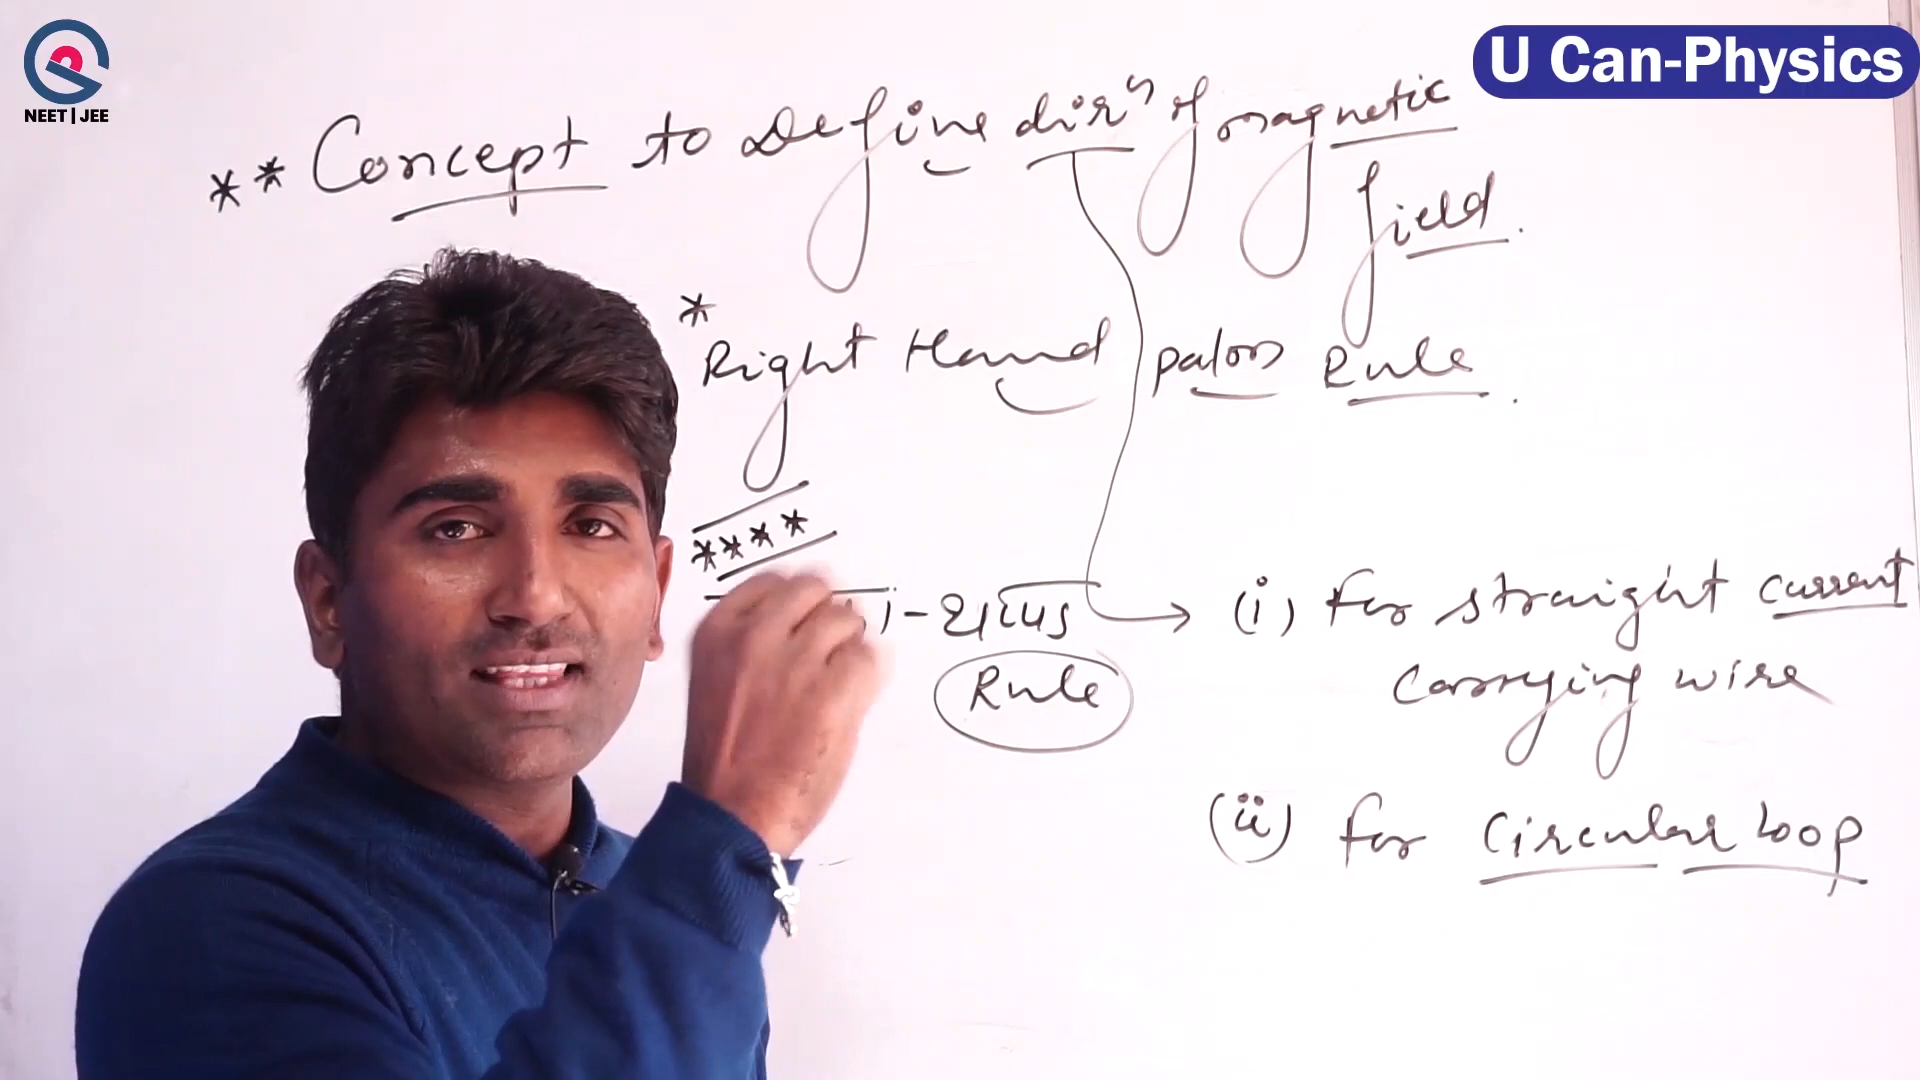 NEET|JEE
U Can-Physics
** Concept to Define dirⁿ of magnetic
field.
*
Right Hand palm Rule.
****
Rule
(i) for straight current
carrying wire
(ii) for circular loop